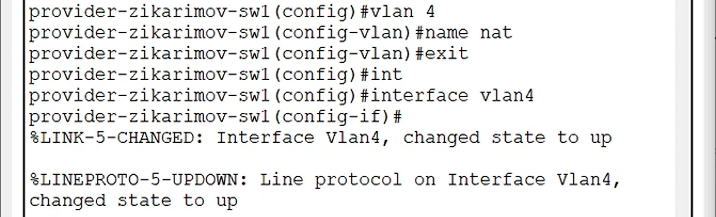 provider-zikarimov-sw1(config)#vlan 4
provider-zikarimov-sw1(config-vlan)#name nat
provider-zikarimov-sw1(config-vlan)#exit
provider-zikarimov-sw1(config)#int
provider-zikarimov-sw1(config)#interface vlan4
provider-zikarimov-sw1(config-if)#
%LINK-5-CHANGED: Interface Vlan4, changed state to up
%LINEPROTO-5-UPDOWN: Line protocol on Interface Vlan4,
changed state to up